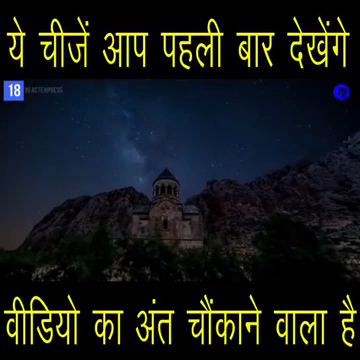 ये चीजें आप पहली बार देखेंगे
18
वीडियो का अंत चौंकाने वाला है